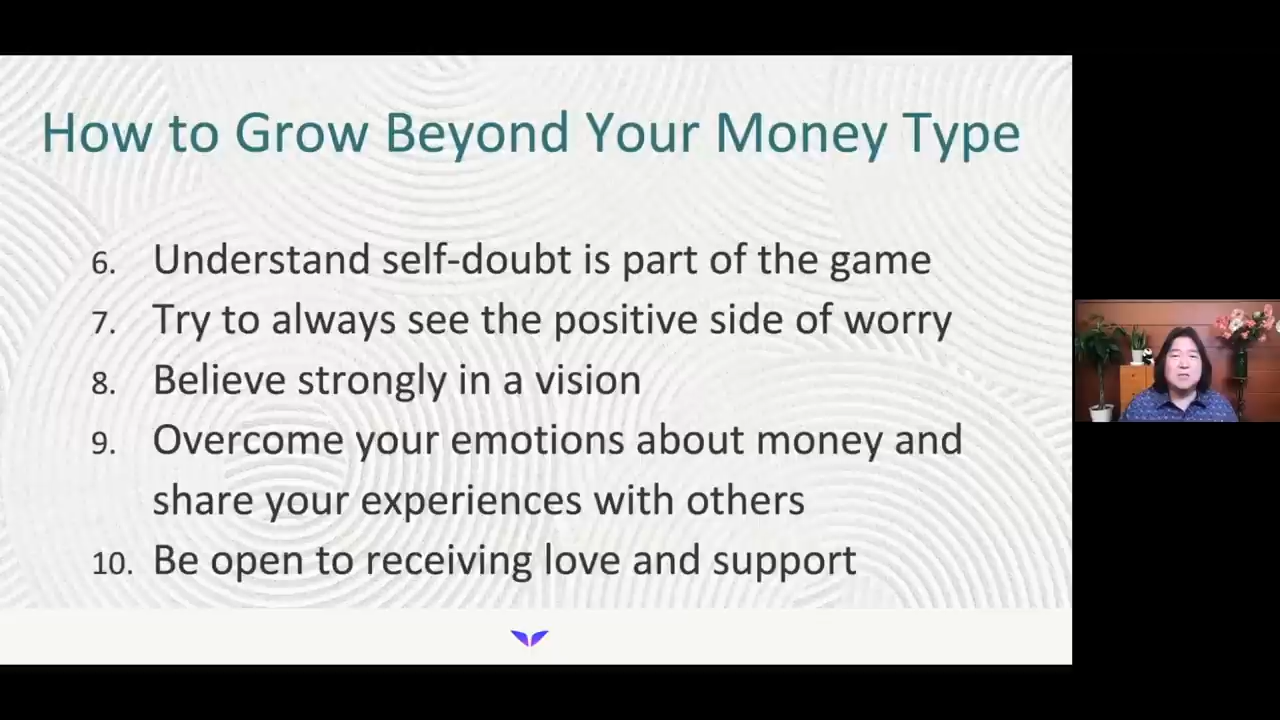 How to Grow Beyond Your Money Type
6. Understand self-doubt is part of the game
7. Try to always see the positive side of worry
8. Believe strongly in a vision
9. Overcome your emotions about money and
share your experiences with others
10. Be open to receiving love and support